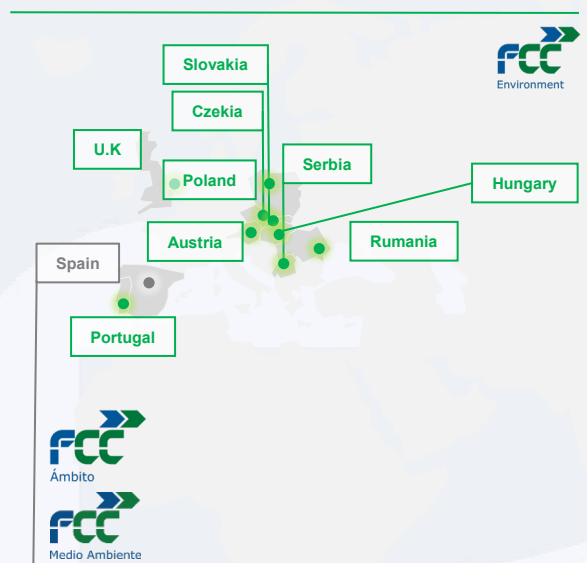 FCC
Environment
Slovakia
Czekia
U.K
Poland
Serbia
Hungary
Austria
Rumania
Spain
Portugal
FCC
Ámbito
FCC
Medio Ambiente